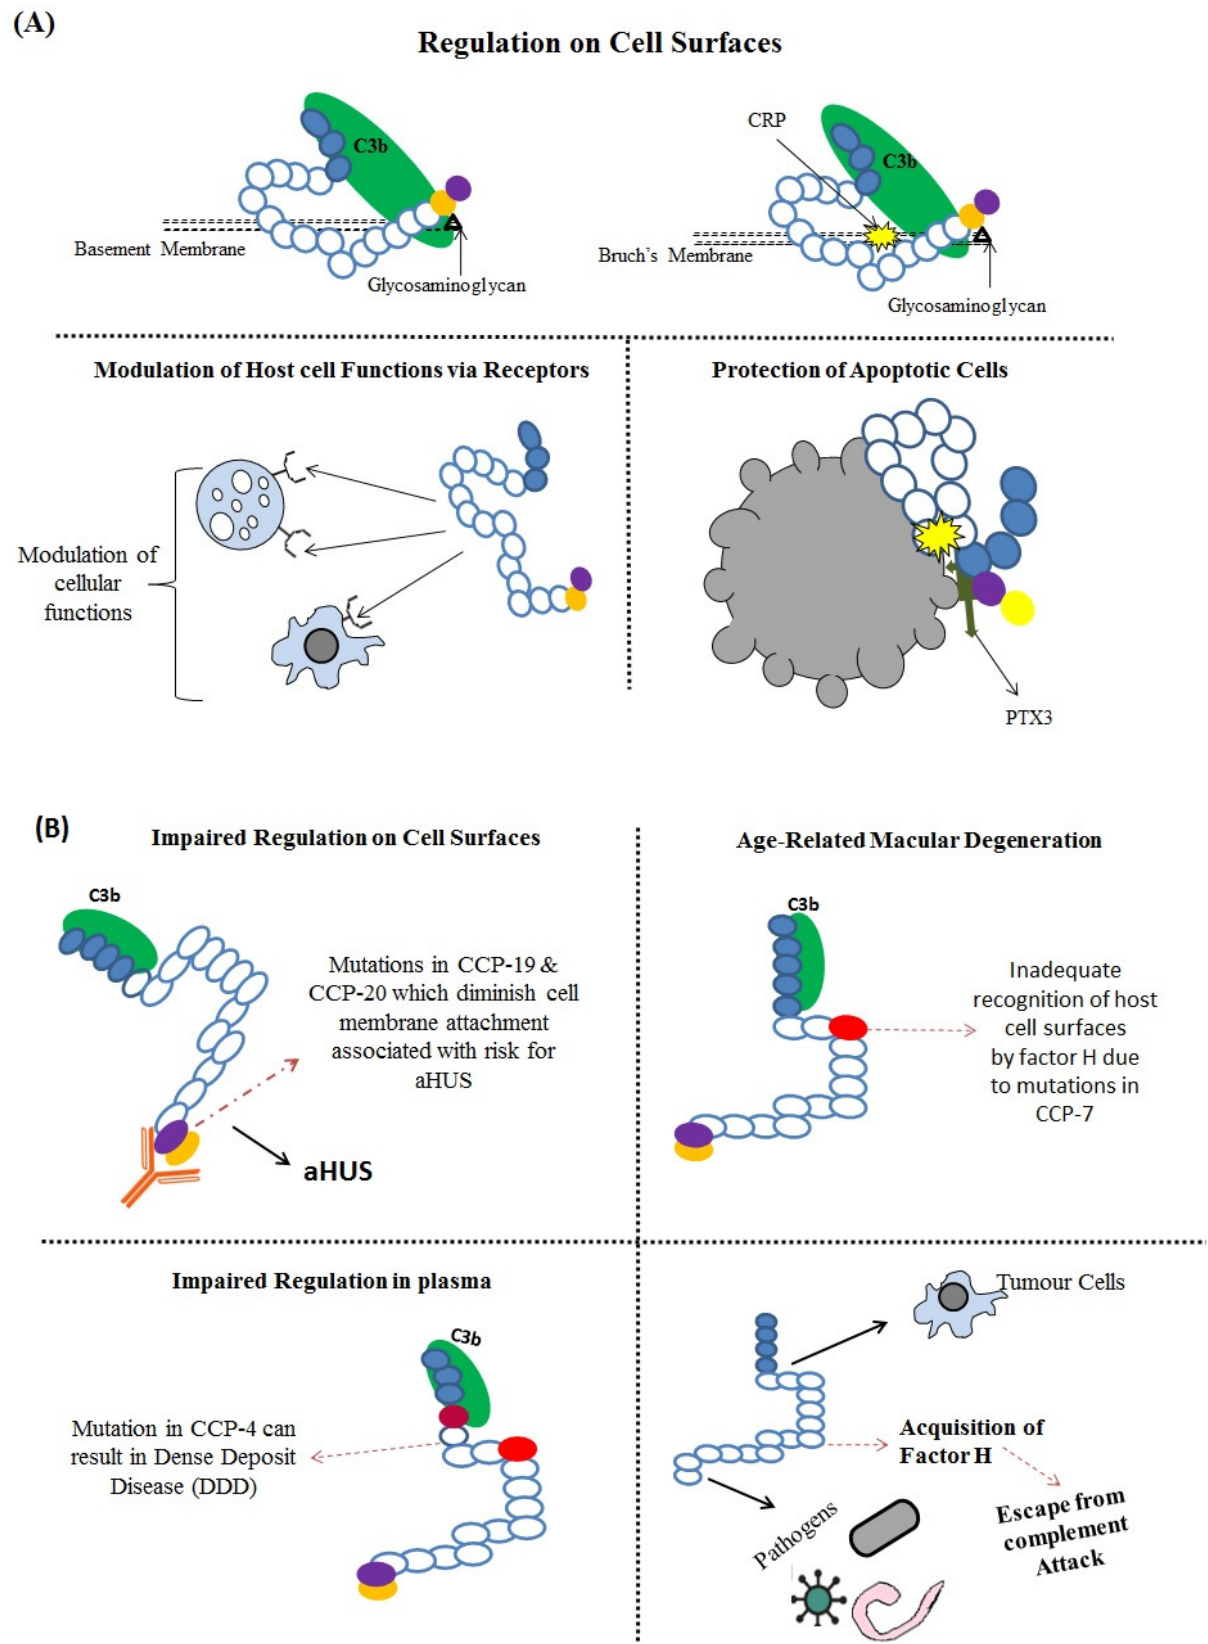 (A)
Regulation on Cell Surfaces
C3b
Basement Membrane
Glycosaminoglycan
CRP
C3b
Bruch's Membrane
Glycosaminoglycan
Modulation of Host cell Functions via Receptors
Modulation of
cellular
functions
Protection of Apoptotic Cells
PTX3
(B)
Impaired Regulation on Cell Surfaces
C3b
Mutations in CCP-19 &
CCP-20 which diminish cell
membrane attachment
associated with risk for
aHUS
aHUS
Age-Related Macular Degeneration
C3b
Inadequate
recognition of host
cell surfaces
by factor H due
to mutations in
CCP-7
Impaired Regulation in plasma
C3b
Mutation in CCP-4 can
result in Dense Deposit
Disease (DDD)
Tumour Cells
Acquisition of
Factor H
Escape from
complement
Attack
Pathogens